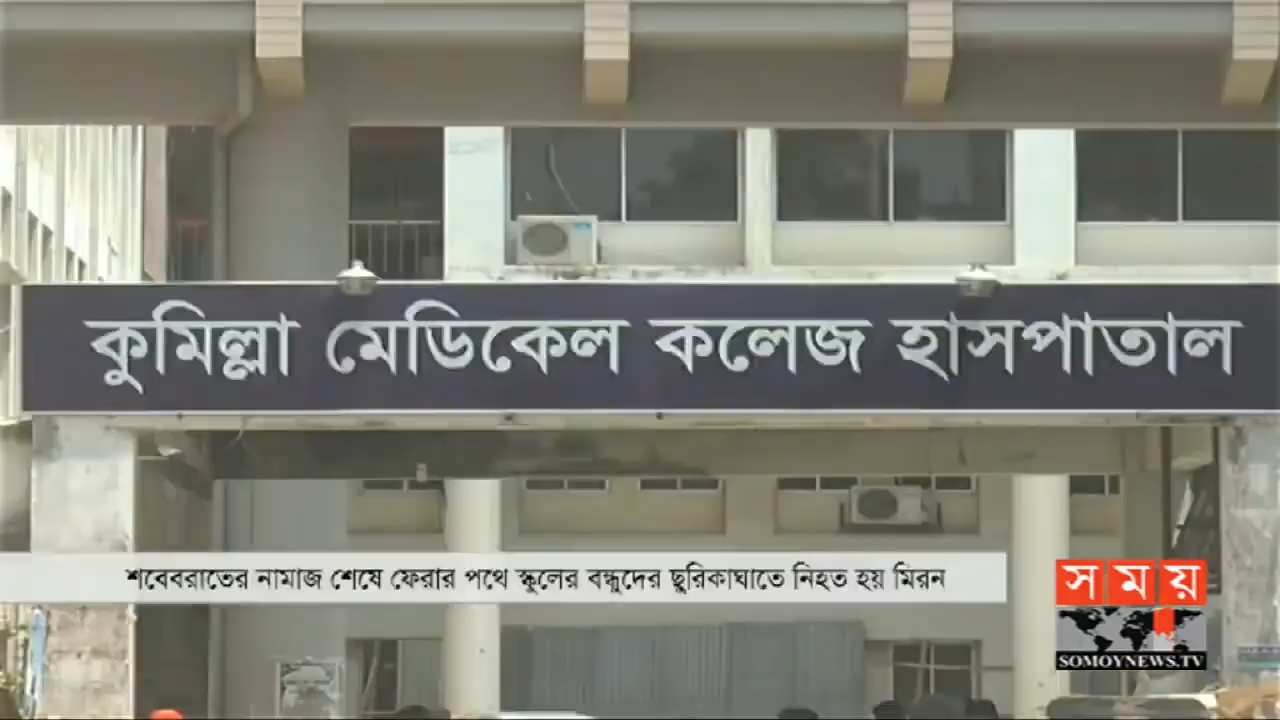 কুমিল্লা মেডিকেল কলেজ হাসপাতাল
শবেবরাতের নামাজ শেষে ফেরার পথে স্কুলের বন্ধুদের ছুরিকাঘাতে নিহত হয় মিরন
সময়
SOMOYNEWS.TV